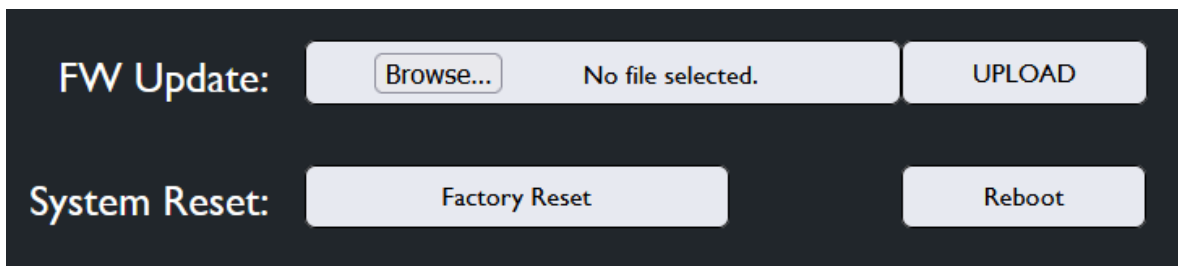 FW Update: Browse... No file selected. UPLOAD
System Reset: Factory Reset Reboot